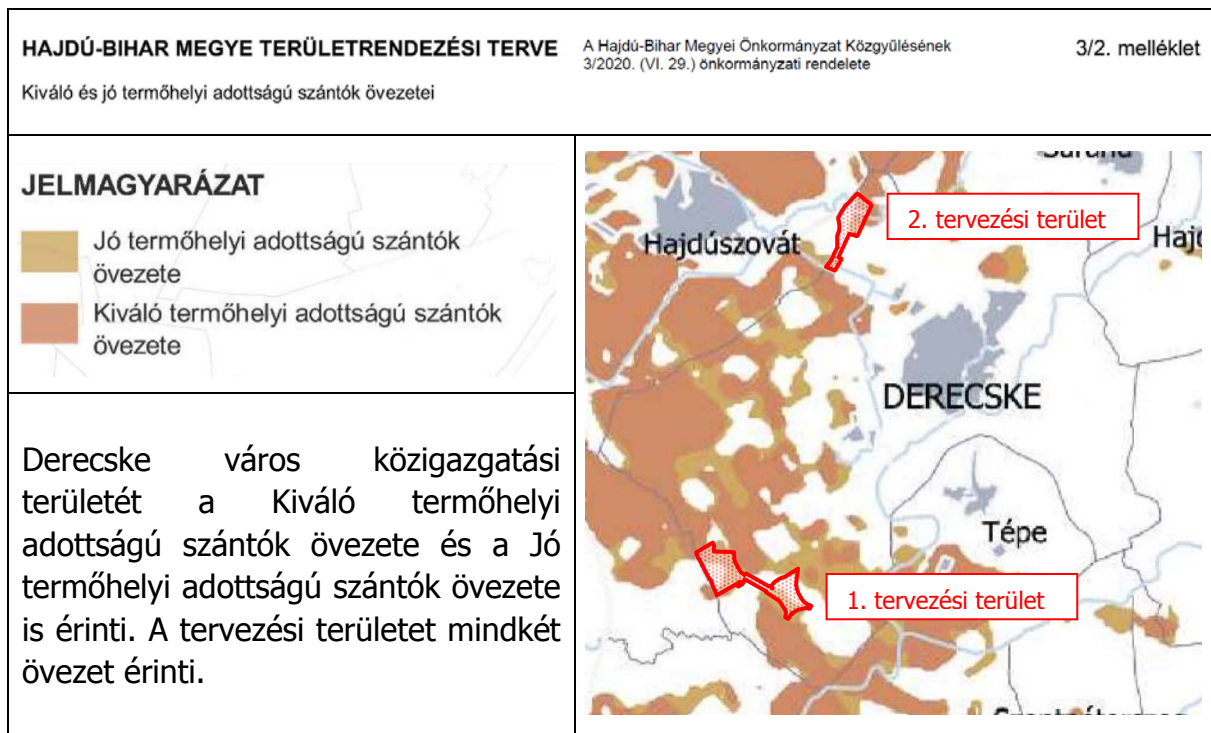 HAJDÚ-BIHAR MEGYE TERÜLETRENDEZÉSI TERVE
Kiváló és jó termőhelyi adottságú szántók övezetei
A Hajdú-Bihar Megyei Önkormányzat Közgyűlésének
3/2020. (VI. 29.) önkormányzati rendelete
3/2. melléklet
JELMAGYARÁZAT
Jó termőhelyi adottságú szántók
övezete
Kiváló termőhelyi adottságú szántók
övezete
Derecske város közigazgatási
területét a Kiváló termőhelyi
adottságú szántók övezete és a Jó
termőhelyi adottságú szántók övezete
is érinti. A tervezési területet mindkét
övezet érinti.
2. tervezési terület
Hajdúszovát
DERECSKE
Tépe
1. tervezési terület